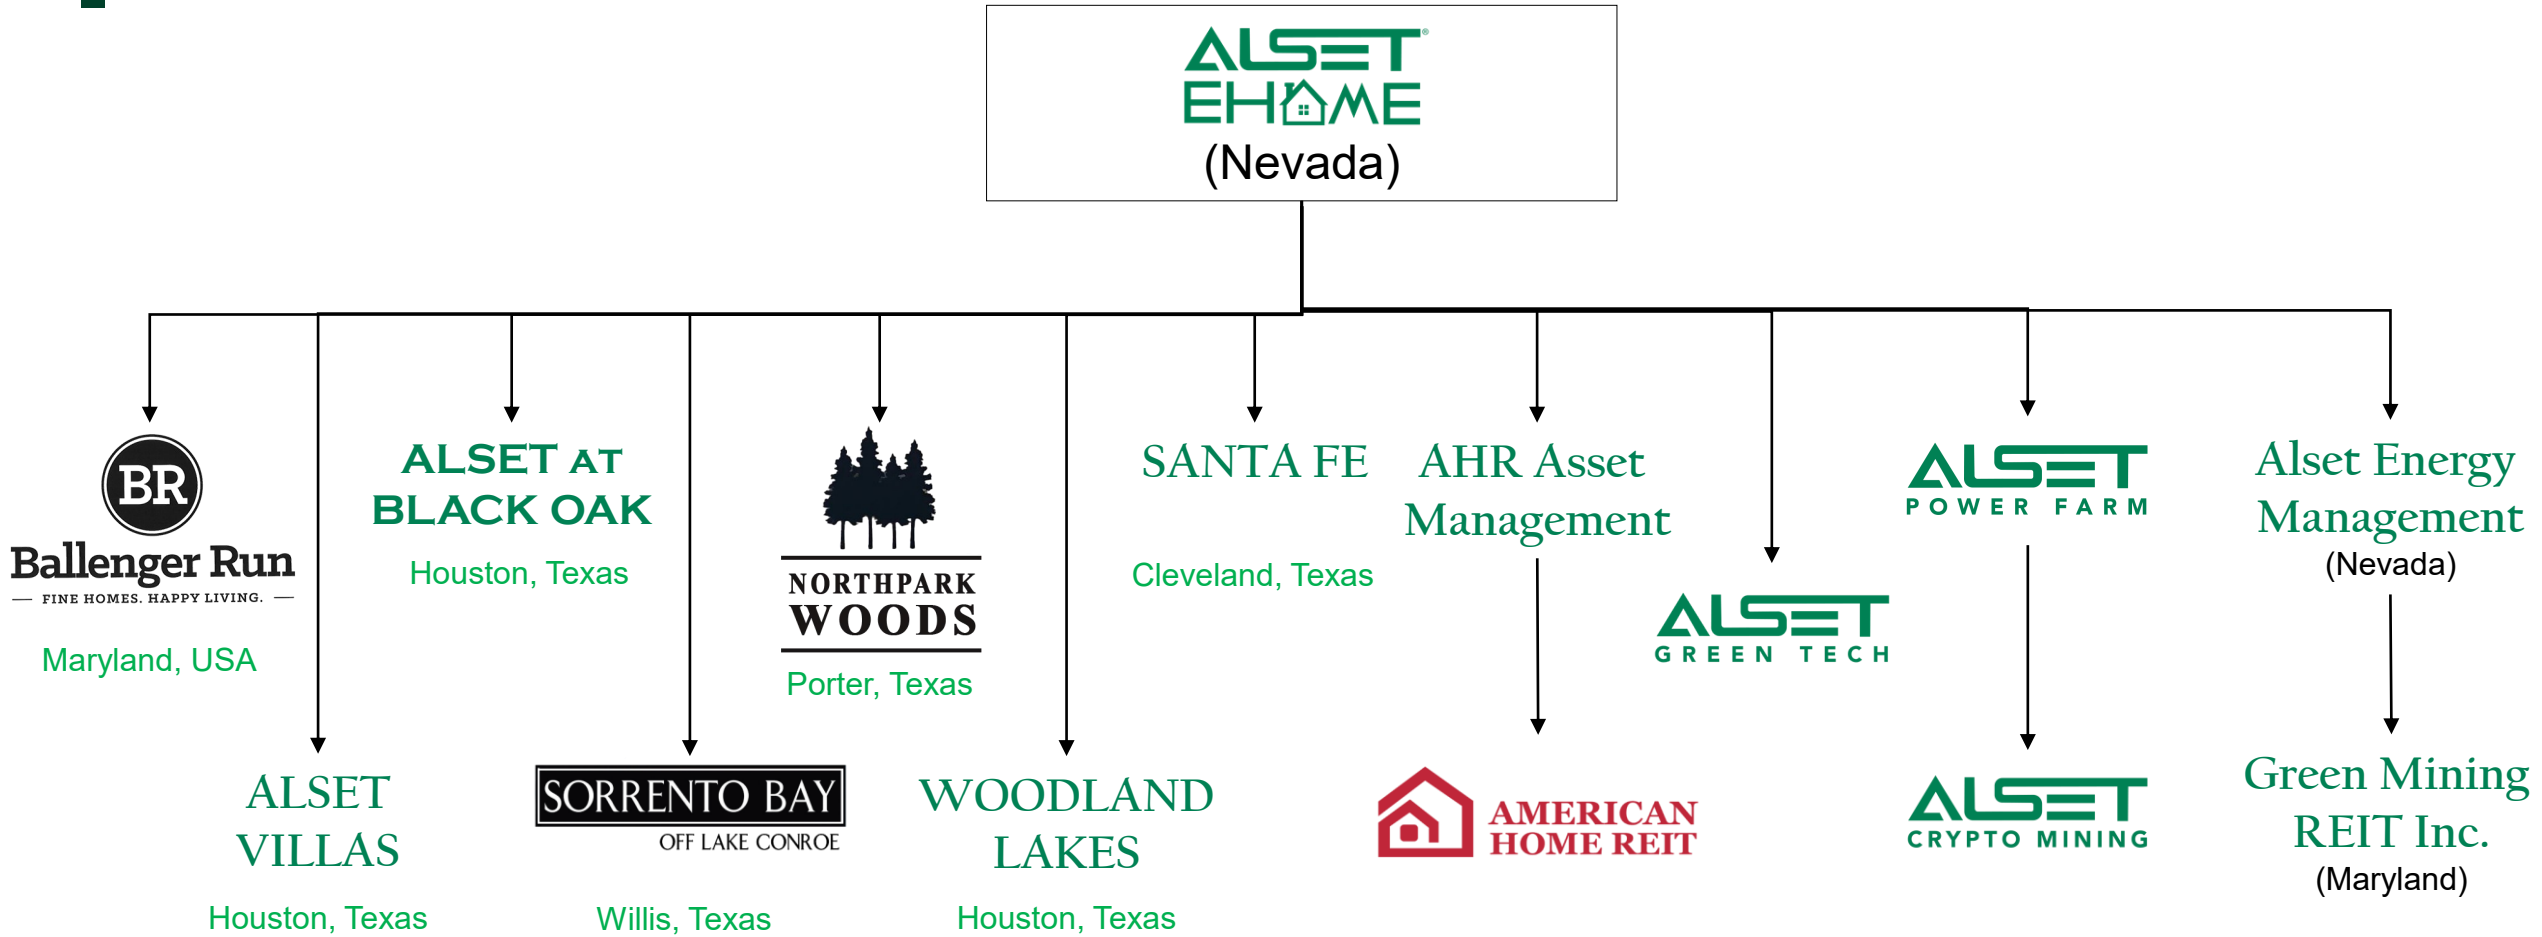 ALSET®
EHOME
(Nevada)
BR
Ballenger Run
FINE HOMES. HAPPY LIVING.
Maryland, USA
ALSET
VILLAS
Houston, Texas
ALSET AT
BLACK OAK
Houston, Texas
SORRENTO BAY
OFF LAKE CONROE
Willis, Texas
NORTHPARK
WOODS
Porter, Texas
WOODLAND
LAKES
Houston, Texas
SANTA FE
Cleveland, Texas
AHR Asset
Management
AMERICAN
HOME REIT
ALSET
GREEN TECH
ALSET
POWER FARM
ALSET
CRYPTO MINING
Alset Energy
Management
(Nevada)
Green Mining
REIT Inc.
(Maryland)